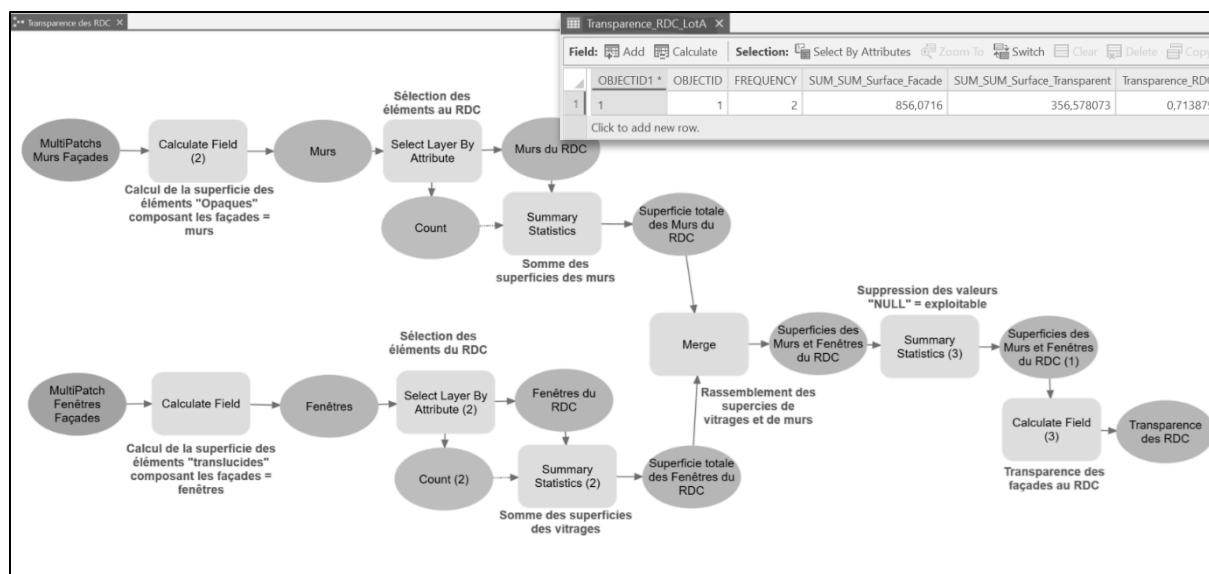 Transparence des RDC
Transparence_RDC_LotA
Field: Add Calculate Selection: Select By Attributes Zoom To Switch Clear Delete Copy
OBJECTID1 * OBJECTID FREQUENCY SUM_SUM_Surface_Facade SUM_SUM_Surface_Transparent Transparence_RDC
1 1 1 2 856,0716 356,578073 0,713875
Click to add new row.
Sélection des
éléments au RDC
MultiPatchs
Murs Façades
Calculate Field
(2)
Murs
Select Layer By
Attribute
Murs du RDC
Calcul de la superficie des
éléments "Opaques"
composant les façades =
murs
Count
Summary
Statistics
Superficie totale
des Murs du
RDC
Somme des
superficies des murs
Sélection des
éléments du RDC
MultiPatch
Fenêtres
Façades
Calculate Field
Fenêtres
Select Layer By
Attribute (2)
Fenêtres du
RDC
Calcul de la superficie des
éléments "translucides"
composant les façades =
fenêtres
Count (2)
Summary
Statistics (2)
Superficie totale
des Fenêtres du
RDC
Somme des superficies
des vitrages
Merge
Rassemblement des
supercies de
vitrages et de murs
Superficies des
Murs et Fenêtres
du RDC
Suppression des valeurs
"NULL" = exploitable
Summary
Statistics (3)
Superficies des
Murs et Fenêtres
du RDC (1)
Calculate Field
(3)
Transparence des
façades au RDC
Transparence
des RDC